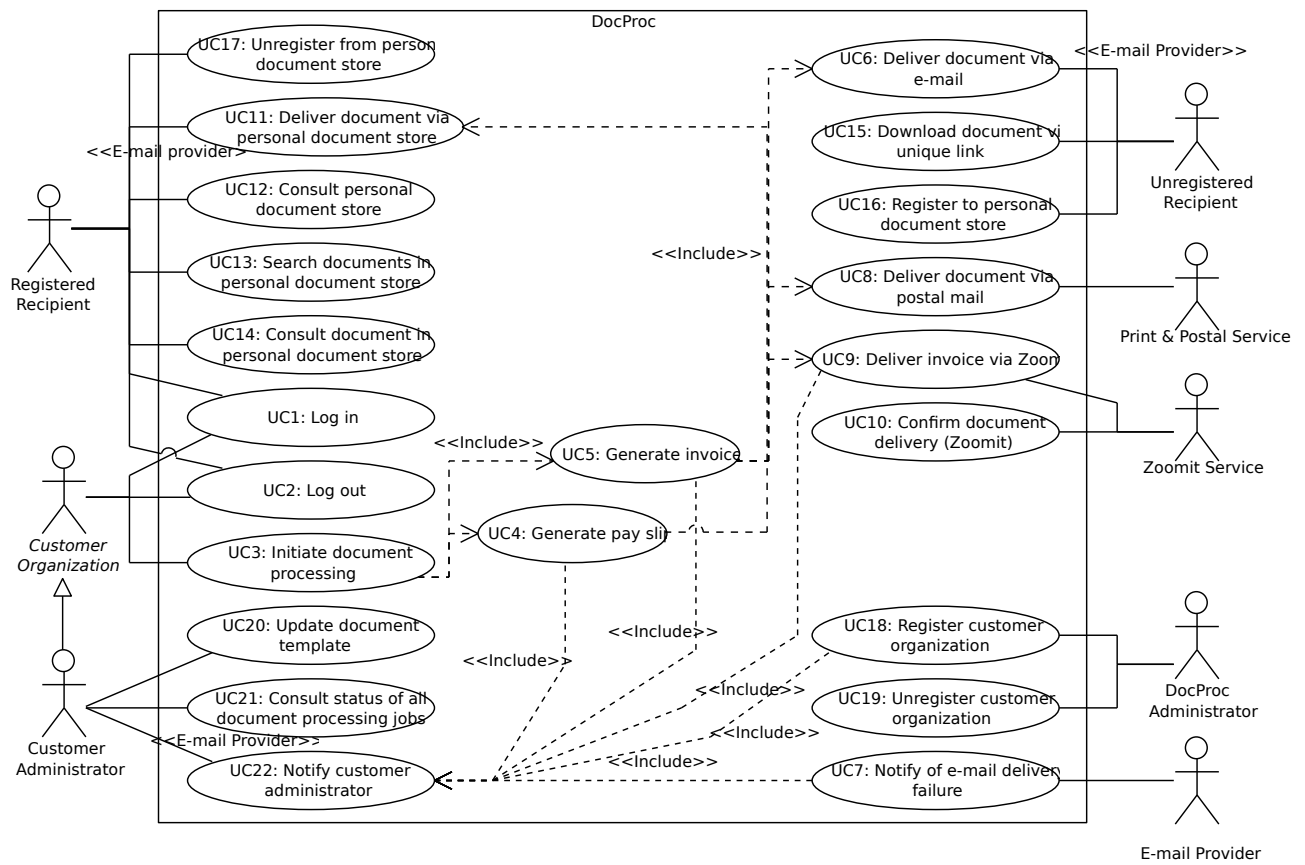 DocProc
UC17: Unregister from person
document store
UC11: Deliver document via
personal document store
<<E-mail provider>
UC12: Consult personal
document store
UC13: Search documents in
personal document store
UC14: Consult document in
personal document store
UC1: Log in
UC2: Log out
UC3: Initiate document
processing
UC20: Update document
template
UC21: Consult status of all
document processing jobs
<<E-mail Provider>>
UC22: Notify customer
administrator
Registered
Recipient
Customer
Organization
Customer
Administrator
<<Include>>
UC5: Generate invoice
UC4: Generate pay slip
<<Include>>
<<Include>>
<<Include>>
<<Include>>
<<Include>>
<<Include>>
UC6: Deliver document via
e-mail
<<E-mail Provider>>
UC15: Download document vi
unique link
UC16: Register to personal
document store
UC8: Deliver document via
postal mail
UC9: Deliver invoice via Zoom
UC10: Confirm document
delivery (Zoomit)
UC18: Register customer
organization
UC19: Unregister customer
organization
UC7: Notify of e-mail delivery
failure
Unregistered
Recipient
Print & Postal Service
Zoomit Service
DocProc
Administrator
E-mail Provider